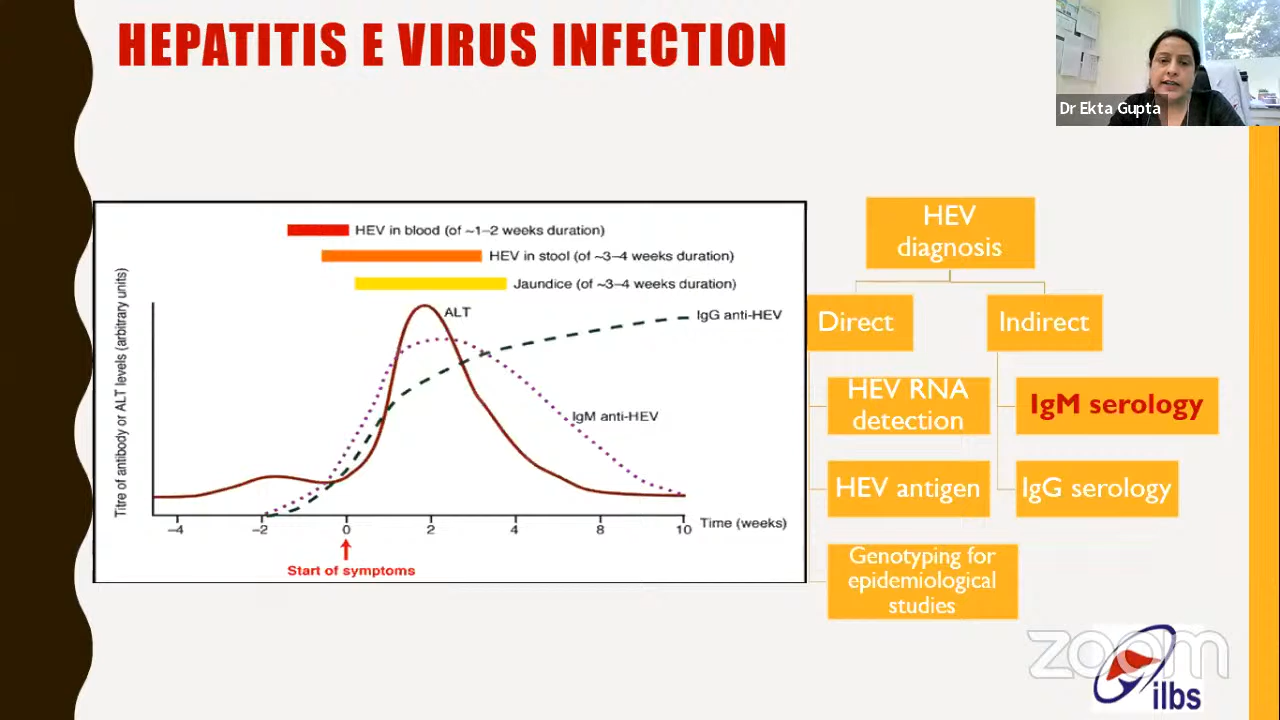 HEPATITIS E VIRUS INFECTION
Dr Ekta Gupta
HEV in blood (of ~1–2 weeks duration)
HEV in stool (of ~3–4 weeks duration)
Jaundice (of ~3–4 weeks duration)
Titre of antibody or ALT levels (arbitrary units)
ALT
IgG anti-HEV
IgM anti-HEV
–4 –2 0 2 4 6 8 10 Time (weeks)
Start of symptoms
HEV
diagnosis
Direct
Indirect
HEV RNA
detection
IgM serology
HEV antigen
IgG serology
Genotyping for
epidemiological
studies
zoom
ilbs